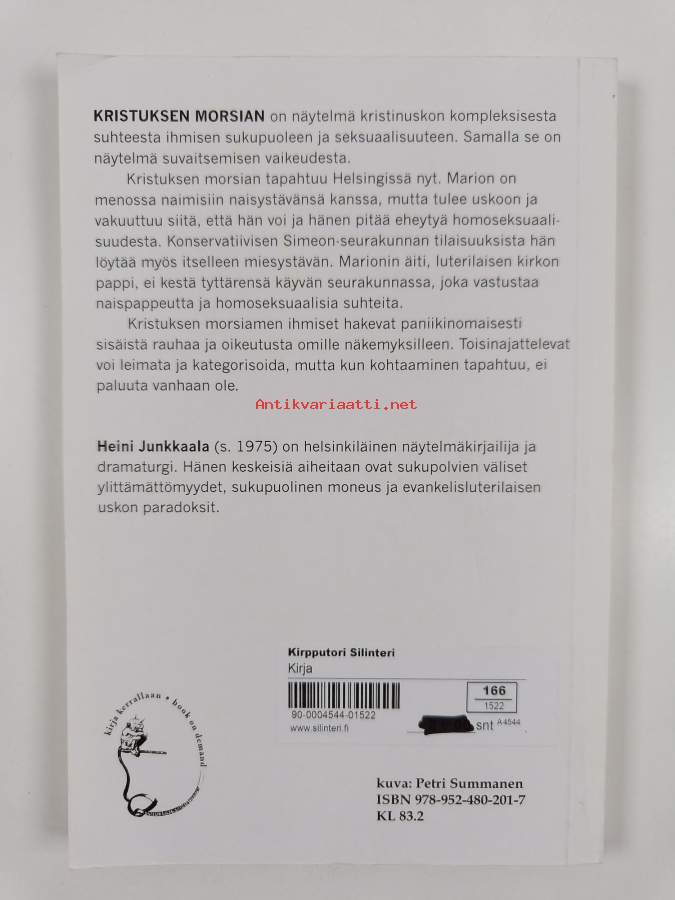 KRISTUKSEN MORSIAN on näytelmä kristinuskon kompleksisesta
suhteesta ihmisen sukupuoleen ja seksuaalisuuteen. Samalla se on
näytelmä suvaitsemisen vaikeudesta.
Kristuksen morsian tapahtuu Helsingissä nyt. Marion on
menossa naimisiin naisystävänsä kanssa, mutta tulee uskoon ja
vakuuttuu siitä, että hän voi ja hänen pitää eheytyä homoseksuaali-
suudesta. Konservatiivisen Simeon-seurakunnan tilaisuuksista hän
löytää myös itselleen miesystävän. Marionin äiti, luterilaisen kirkon
pappi, ei kestä tyttärensä käyvän seurakunnassa, joka vastustaa
naispappeutta ja homoseksuaalisia suhteita.
Kristuksen morsiamen ihmiset hakevat paniikinomaisesti
sisäistä rauhaa ja oikeutusta omille näkemyksilleen. Toisinajattelevat
voi leimata ja kategorisoida, mutta kun kohtaaminen tapahtuu, ei
paluuta vanhaan ole.
Antikvariaatti.net
Heini Junkkaala (s. 1975) on helsinkiläinen näytelmäkirjailija ja
dramaturgi. Hänen keskeisiä aiheitaan ovat sukupolvien väliset
ylittämättömyydet, sukupuolinen moneus ja evankelisluterilaisen
uskon paradoksit.
Kirpputori Silinteri
Kirja
90-0004544-01522
www.silinteri.fi
166
1522
snt A-4544
kirja kerrallaan • book on demand
kuva: Petri Summanen
ISBN 978-952-480-201-7
KL 83.2